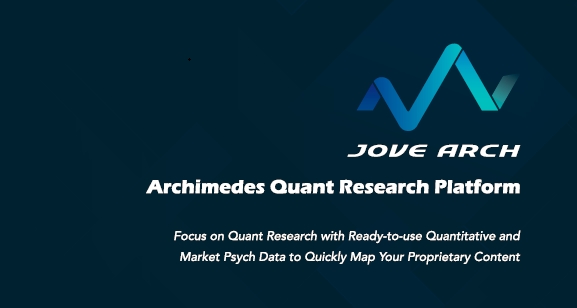 JOVE ARCH
Archimedes Quant Research Platform
Focus on Quant Research with Ready-to-use Quantitative and
Market Psych Data to Quickly Map Your Proprietary Content